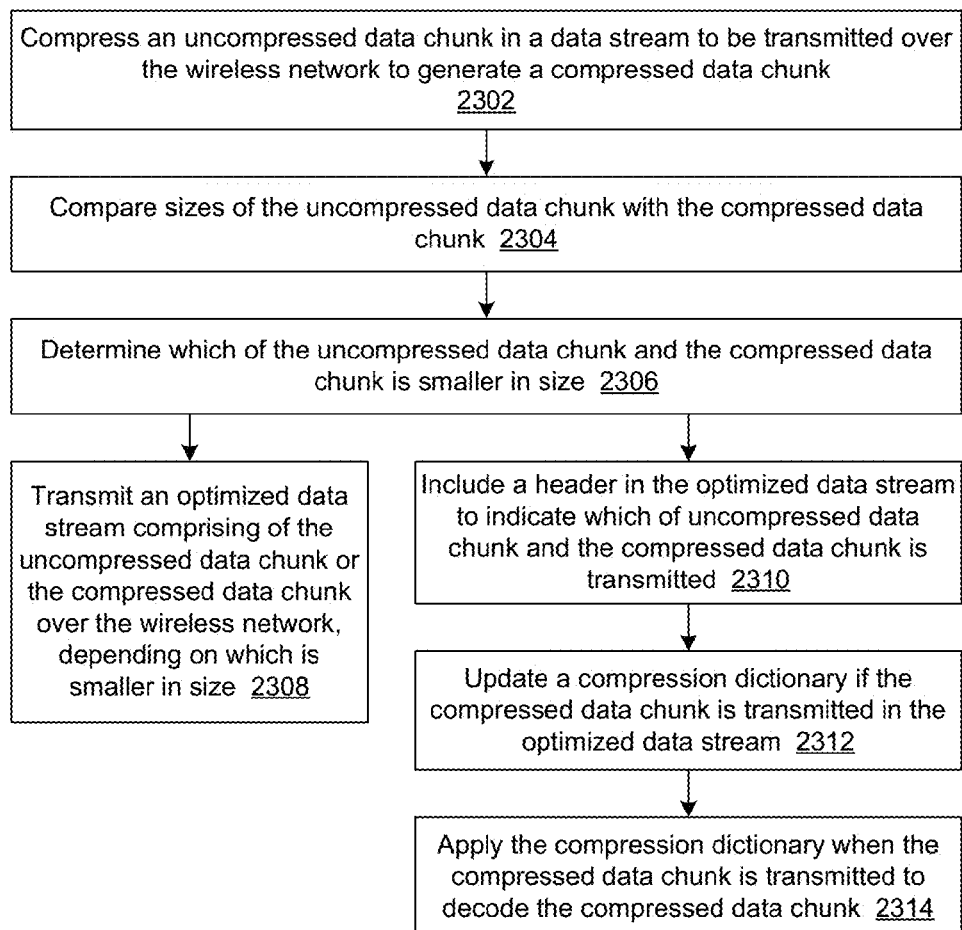 Compress an uncompressed data chunk in a data stream to be transmitted over
the wireless network to generate a compressed data chunk
2302
Compare sizes of the uncompressed data chunk with the compressed data
chunk 2304
Determine which of the uncompressed data chunk and the compressed data
chunk is smaller in size 2306
Transmit an optimized data
stream comprising of the
uncompressed data chunk or
the compressed data chunk
over the wireless network,
depending on which is
smaller in size 2308
Include a header in the optimized data stream
to indicate which of uncompressed data
chunk and the compressed data chunk is
transmitted 2310
Update a compression dictionary if the
compressed data chunk is transmitted in the
optimized data stream 2312
Apply the compression dictionary when the
compressed data chunk is transmitted to
decode the compressed data chunk 2314